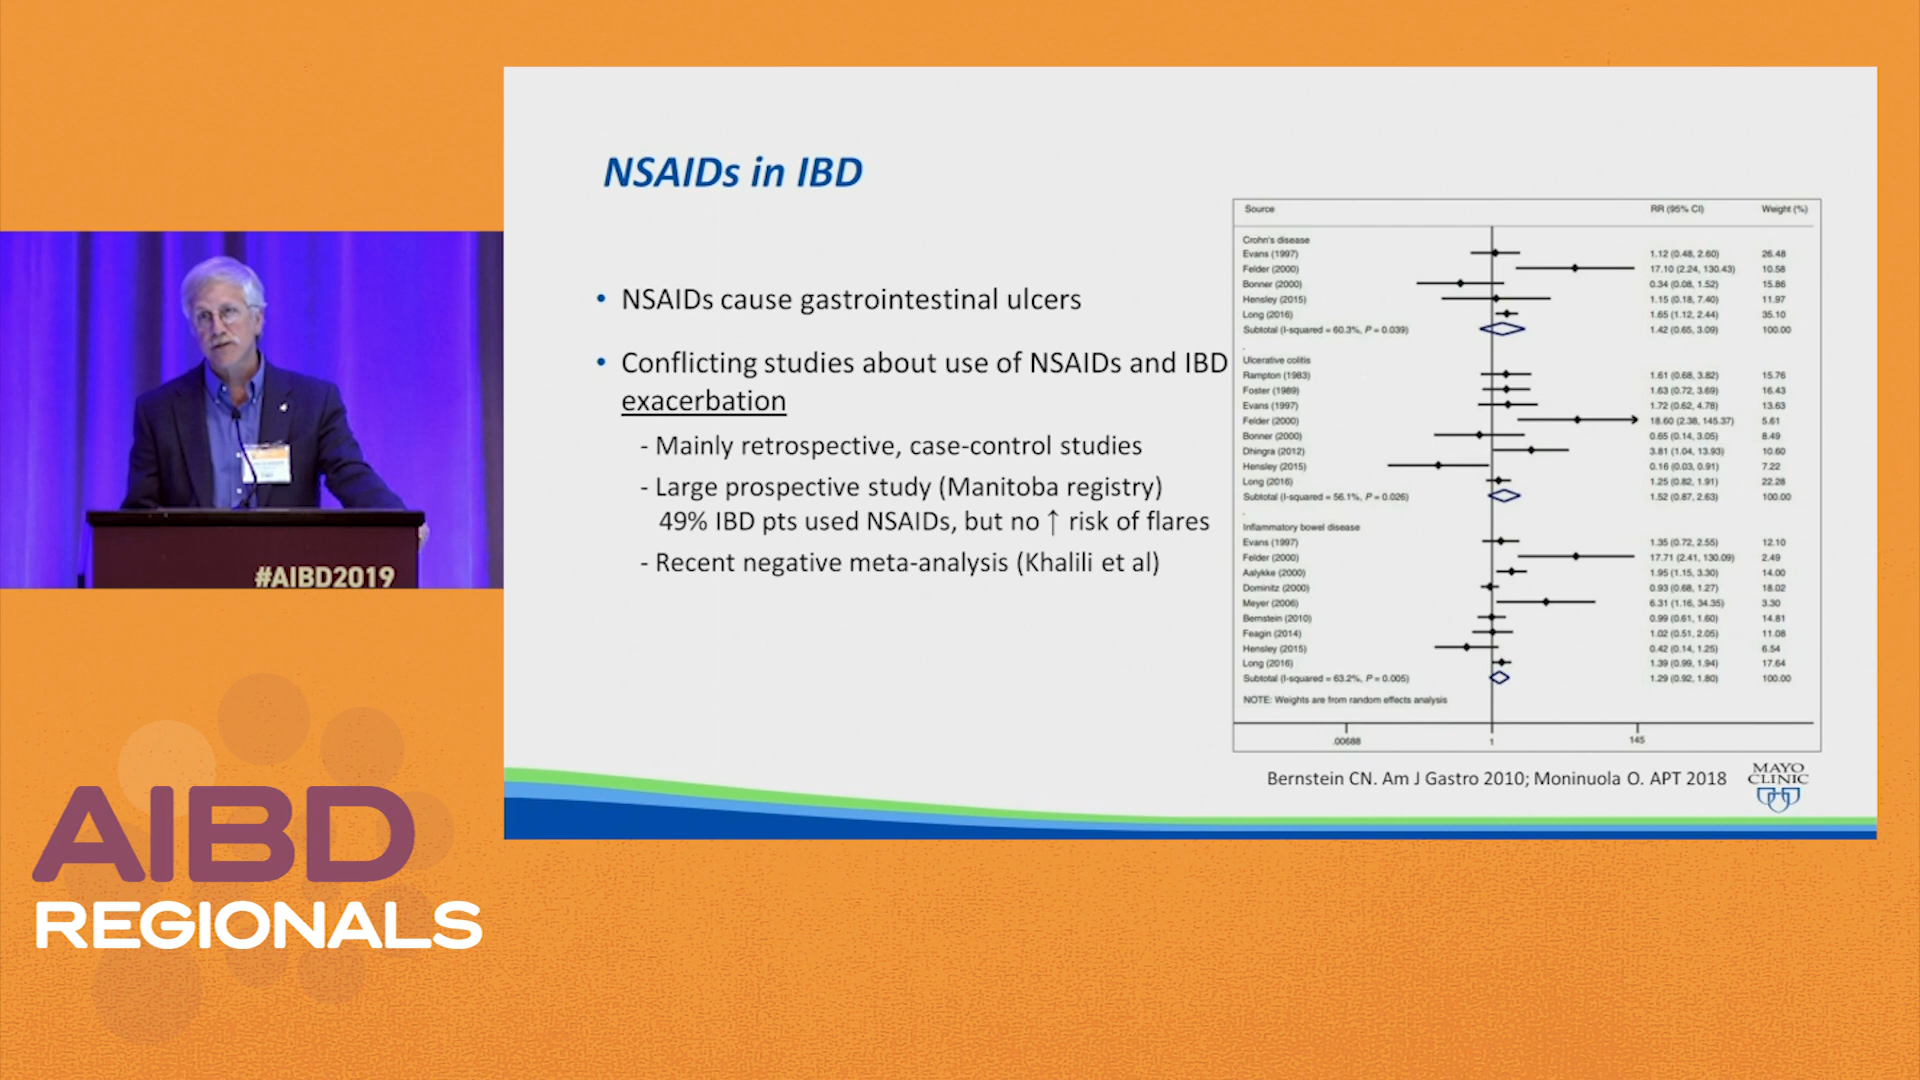 NSAIDs in IBD
• NSAIDs cause gastrointestinal ulcers
• Conflicting studies about use of NSAIDs and IBD
exacerbation
- Mainly retrospective, case-control studies
- Large prospective study (Manitoba registry)
49% IBD pts used NSAIDs, but no ↑ risk of flares
- Recent negative meta-analysis (Khalili et al)
Source RR (95% CI) Weight (%)
Crohn's disease
Evans (1997) 1.12 (0.48, 2.60) 26.48
Felder (2000) 17.10 (2.24, 130.43) 10.58
Bonner (2000) 0.34 (0.08, 1.52) 15.86
Hensley (2015) 1.15 (0.18, 7.40) 11.97
Long (2016) 1.65 (1.12, 2.44) 35.10
Subtotal (I-squared = 60.3%, P = 0.039) 1.42 (0.65, 3.09) 100.00
.
Ulcerative colitis
Rampton (1983) 1.61 (0.68, 3.82) 15.76
Foster (1989) 1.63 (0.72, 3.69) 16.43
Evans (1997) 1.72 (0.62, 4.78) 13.63
Felder (2000) 18.60 (2.38, 145.37) 5.61
Bonner (2000) 0.65 (0.14, 3.05) 8.49
Dhingra (2012) 3.81 (1.04, 13.93) 10.60
Hensley (2015) 0.16 (0.03, 0.91) 7.22
Long (2016) 1.25 (0.82, 1.91) 22.28
Subtotal (I-squared = 56.1%, P = 0.026) 1.52 (0.87, 2.63) 100.00
.
Inflammatory bowel disease
Evans (1997) 1.35 (0.72, 2.55) 12.10
Felder (2000) 17.71 (2.41, 130.09) 2.49
Aalykke (2000) 1.95 (1.15, 3.30) 14.00
Dominitz (2000) 0.93 (0.68, 1.27) 18.02
Meyer (2006) 6.31 (1.16, 34.35) 3.30
Bernstein (2010) 0.99 (0.61, 1.60) 14.81
Feagin (2014) 1.02 (0.51, 2.05) 11.08
Hensley (2015) 0.42 (0.14, 1.25) 6.54
Long (2016) 1.39 (0.99, 1.94) 17.64
Subtotal (I-squared = 63.2%, P = 0.005) 1.29 (0.92, 1.80) 100.00
NOTE: Weights are from random effects analysis
.00688 1 145
Bernstein CN. Am J Gastro 2010; Moninuola O. APT 2018
MAYO
CLINIC
#AIBD2019
AIBD
REGIONALS